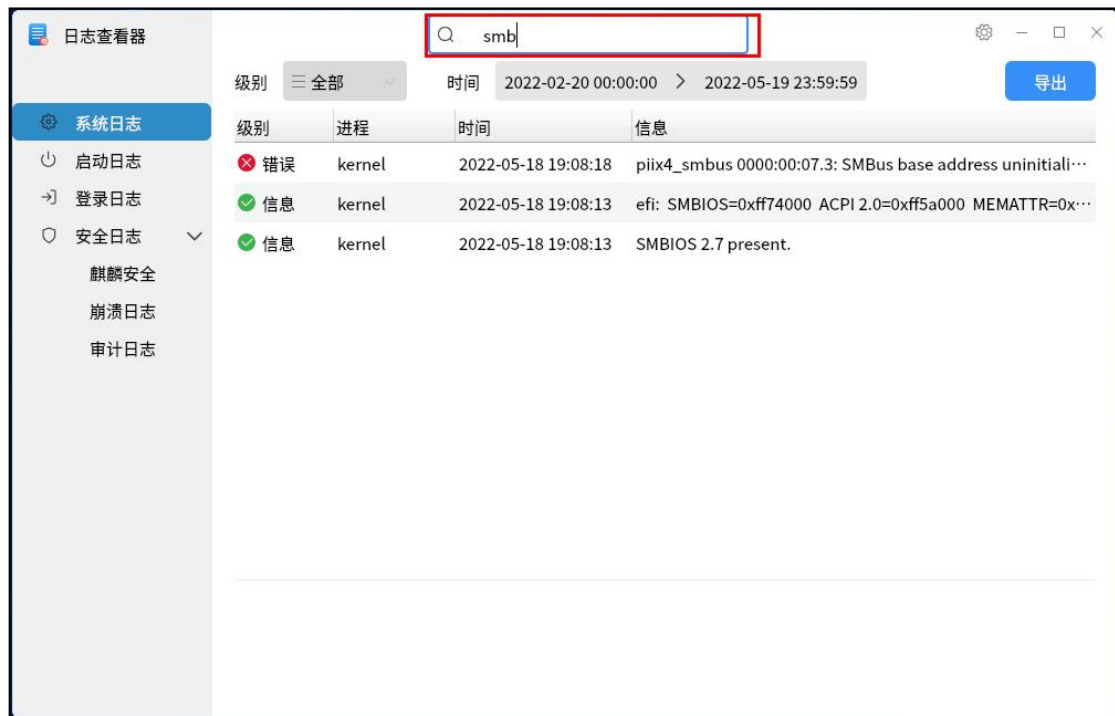 日志查看器
smb
级别 全部 时间 2022-02-20 00:00:00 > 2022-05-19 23:59:59 导出
系统日志
启动日志
登录日志
安全日志
麒麟安全
崩溃日志
审计日志
级别 进程 时间 信息
错误 kernel 2022-05-18 19:08:18 piix4_smbus 0000:00:07.3: SMBus base address uninitiali···
信息 kernel 2022-05-18 19:08:13 efi: SMBIOS=0xff74000 ACPI 2.0=0xff5a000 MEMATTR=0x···
信息 kernel 2022-05-18 19:08:13 SMBIOS 2.7 present.